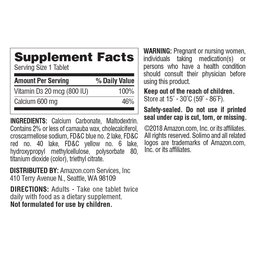 Supplement Facts
Serving Size 1 Tablet
Amount Per Serving % Daily Value
Vitamin D3 20 mcg (800 IU) 100%
Calcium 600 mg 46%
INGREDIENTS: Calcium Carbonate, Maltodextrin.
Contains 2% or less of carnauba wax, cholecalciferol,
croscarmellose sodium, FD&C blue no. 2 lake, FD&C
red no. 40 lake, FD&C yellow no. 6 lake,
hydroxypropyl methylcellulose, polysorbate 80,
titanium dioxide (color), triethyl citrate.
DISTRIBUTED BY: Amazon.com Services, Inc
410 Terry Avenue N., Seattle, WA 98109
DIRECTIONS: Adults - Take one tablet twice
daily with food as a dietary supplement.
Not formulated for use by children.
WARNING: Pregnant or nursing women,
individuals taking medication(s) or
persons who have a health condition
should consult their physician before
using this product.
Keep out of the reach of children.
Store at 15˚ - 30˚C (59˚ - 86˚F).
Safety-sealed. Do not use if printed
seal under cap is cut, torn, or missing.
©2018 Amazon.com, Inc. or its affiliates.
All rights reserved. Solimo and all related
logos are trademarks of Amazon.com,
Inc. or its affiliates.